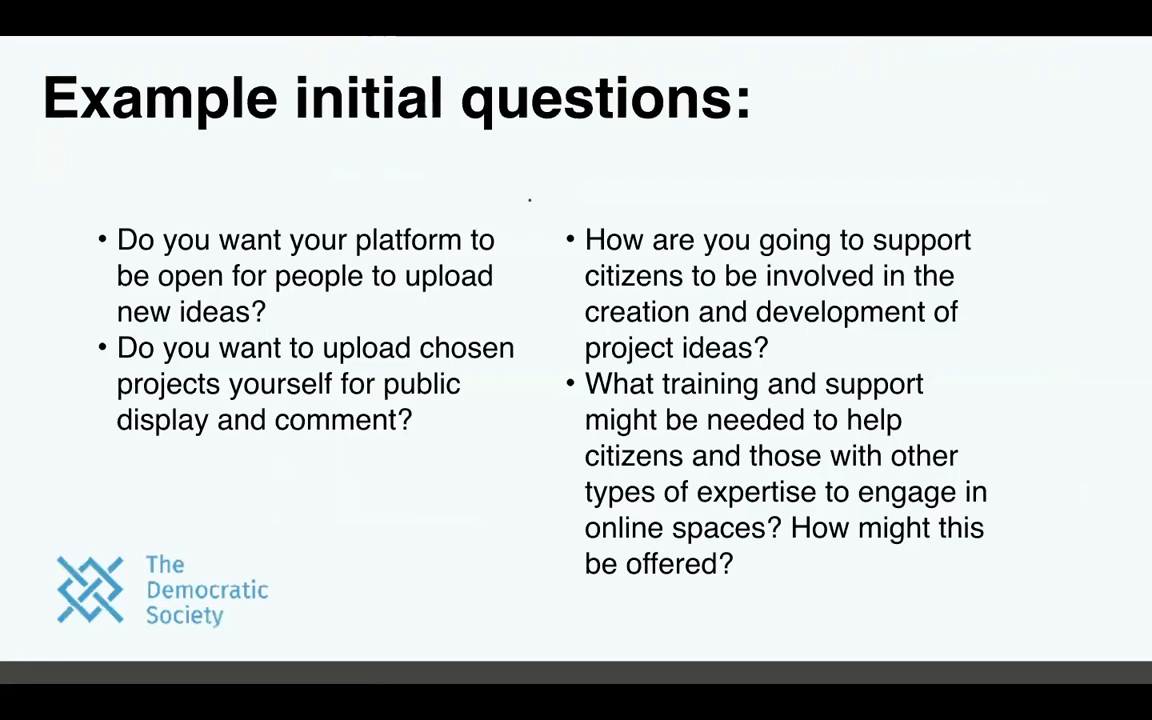 Example initial questions:
• Do you want your platform to
be open for people to upload
new ideas?
• Do you want to upload chosen
projects yourself for public
display and comment?
• How are you going to support
citizens to be involved in the
creation and development of
project ideas?
• What training and support
might be needed to help
citizens and those with other
types of expertise to engage in
online spaces? How might this
be offered?
The
Democratic
Society